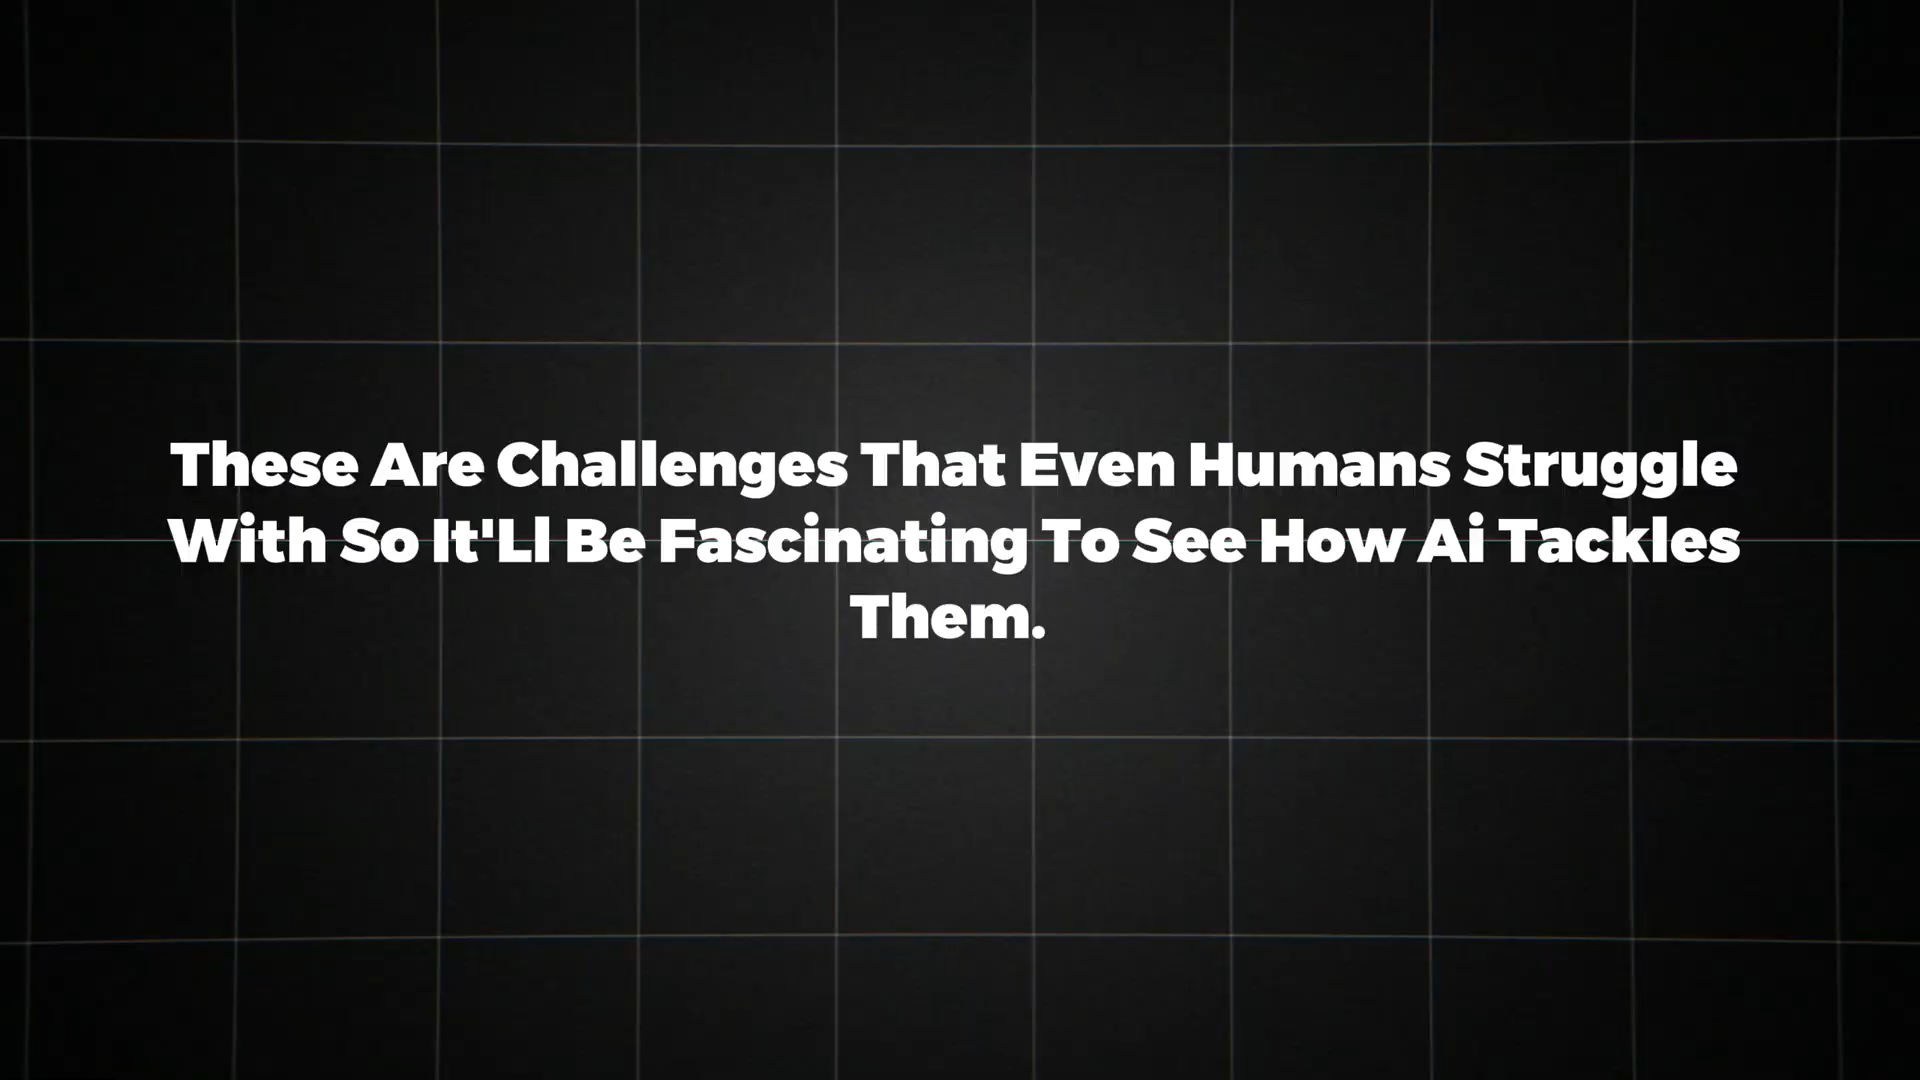 These Are Challenges That Even Humans Struggle
With So It'Ll Be Fascinating To See How Ai Tackles
Them.